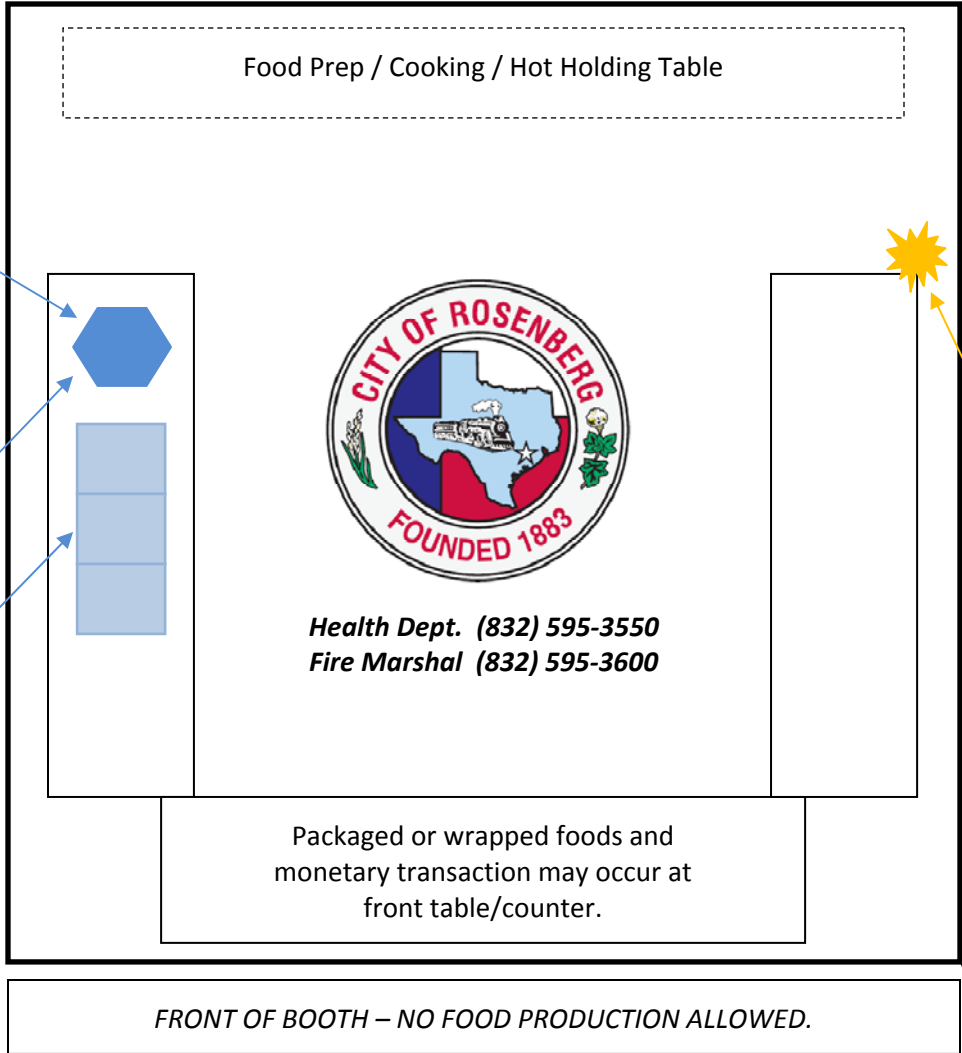 Food Prep / Cooking / Hot Holding Table
CITY OF ROSENBERG
FOUNDED 1883
Health Dept. (832) 595-3550
Fire Marshal (832) 595-3600
Packaged or wrapped foods and
monetary transaction may occur at
front table/counter.
FRONT OF BOOTH – NO FOOD PRODUCTION ALLOWED.